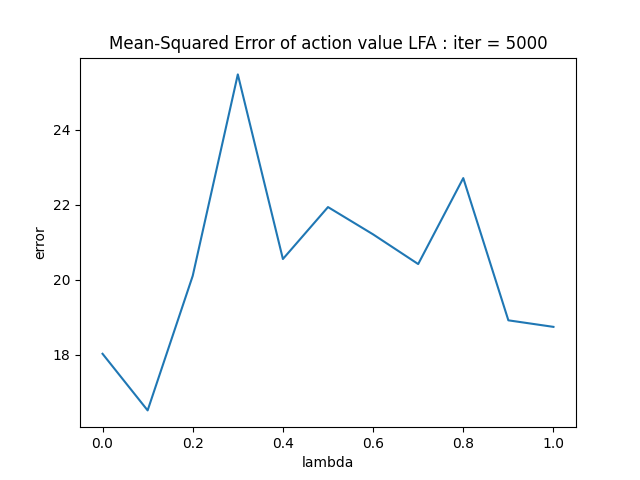 Mean-Squared Error of action value LFA : iter = 5000
24
22
20
18
error
0.0 0.2 0.4 0.6 0.8 1.0
lambda